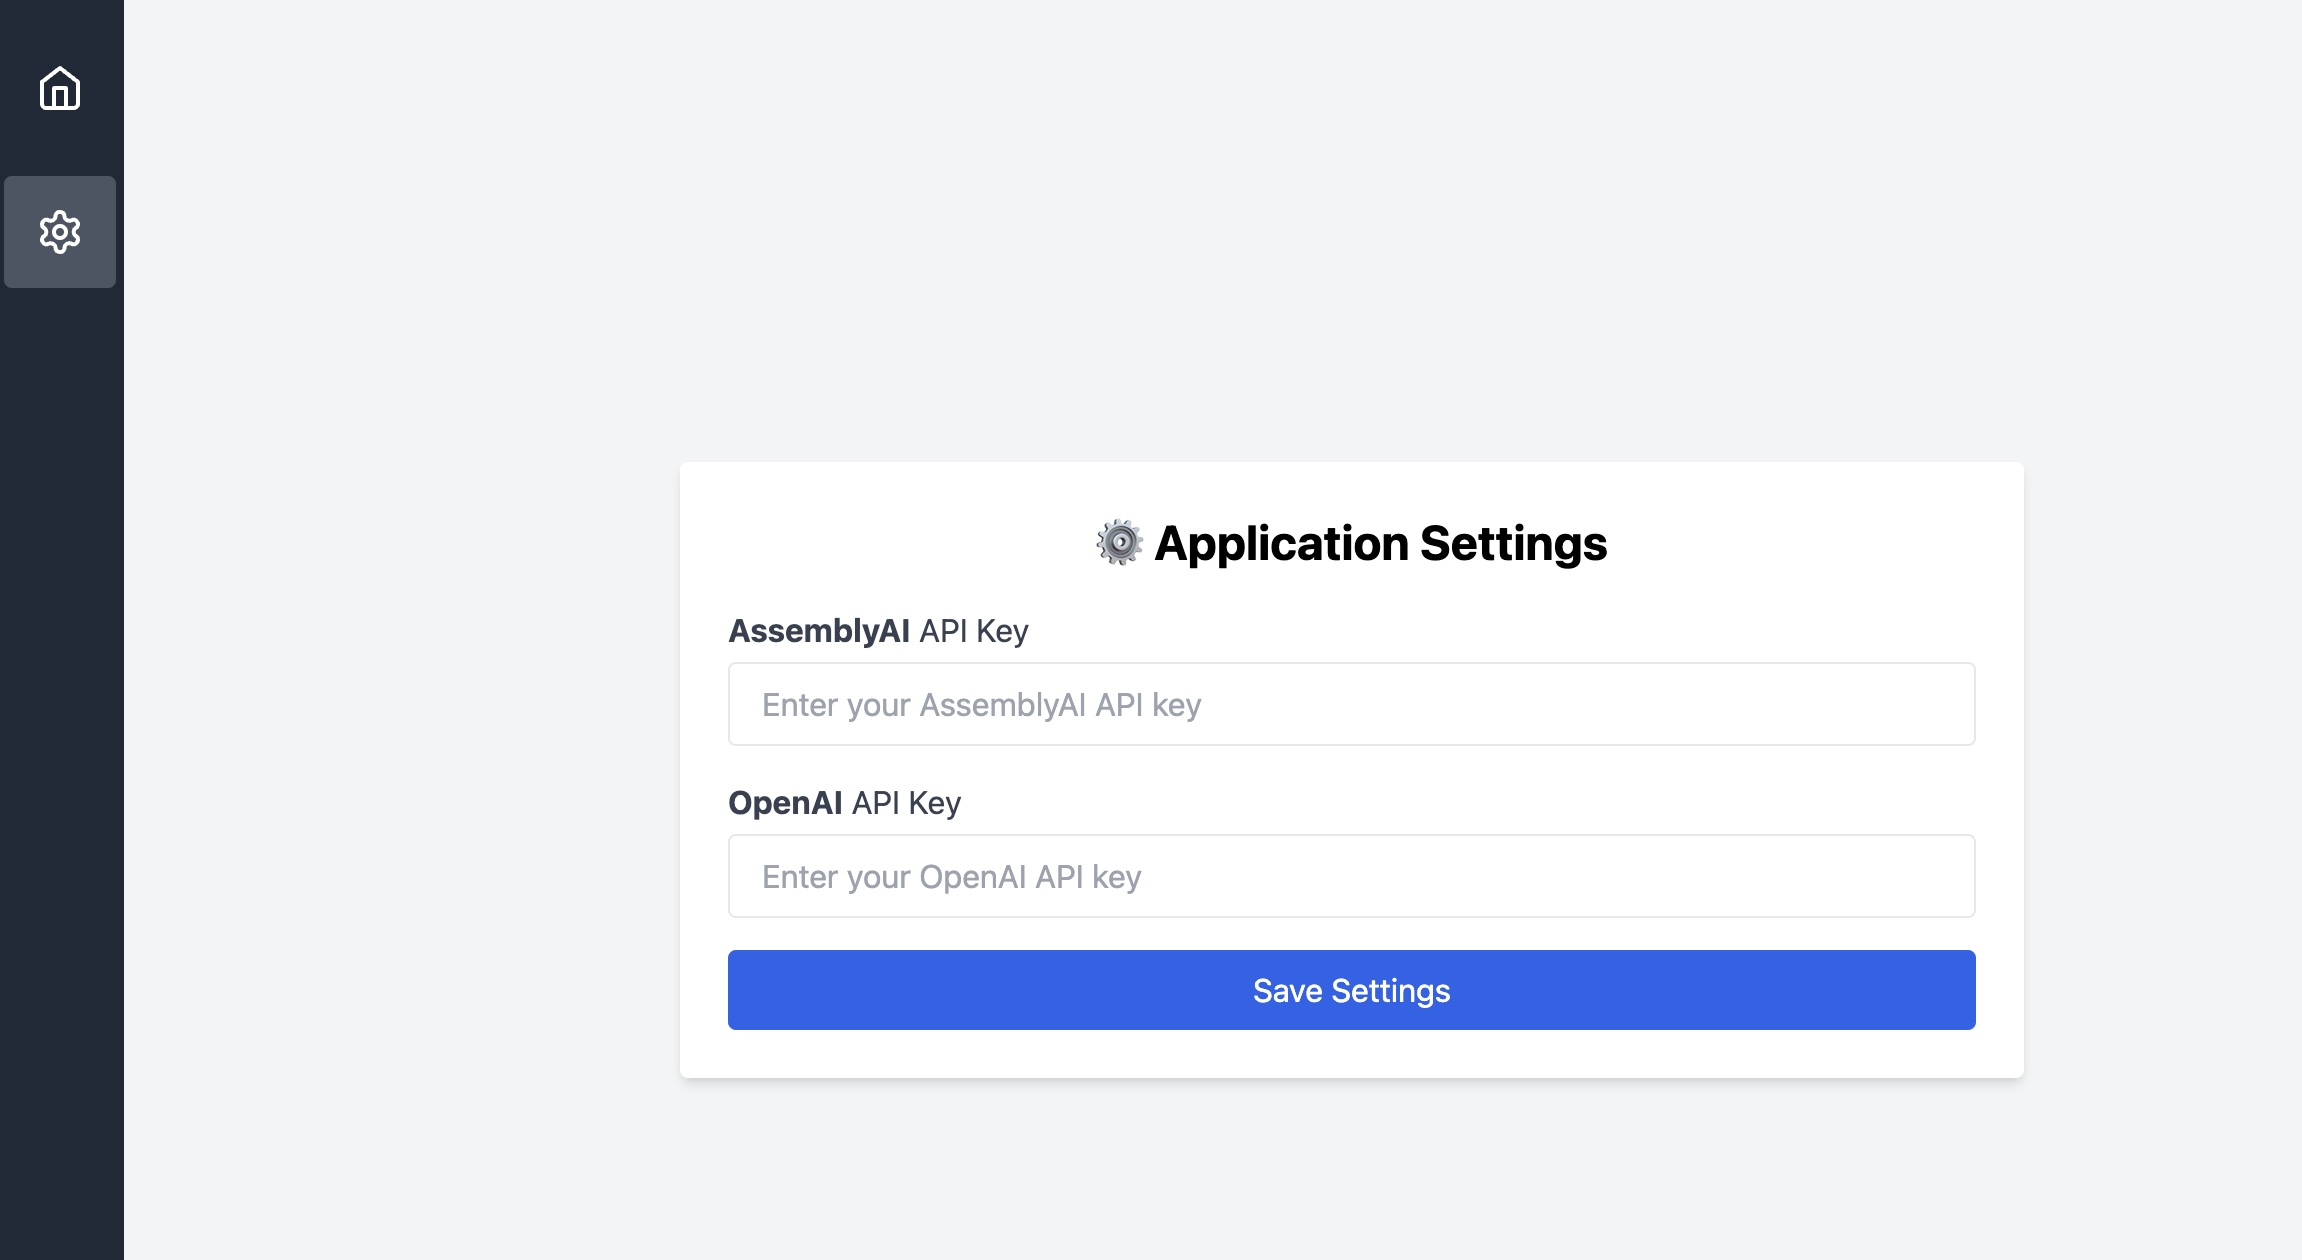 ⚙️ Application Settings
AssemblyAI API Key
Enter your AssemblyAI API key
OpenAI API Key
Enter your OpenAI API key
Save Settings